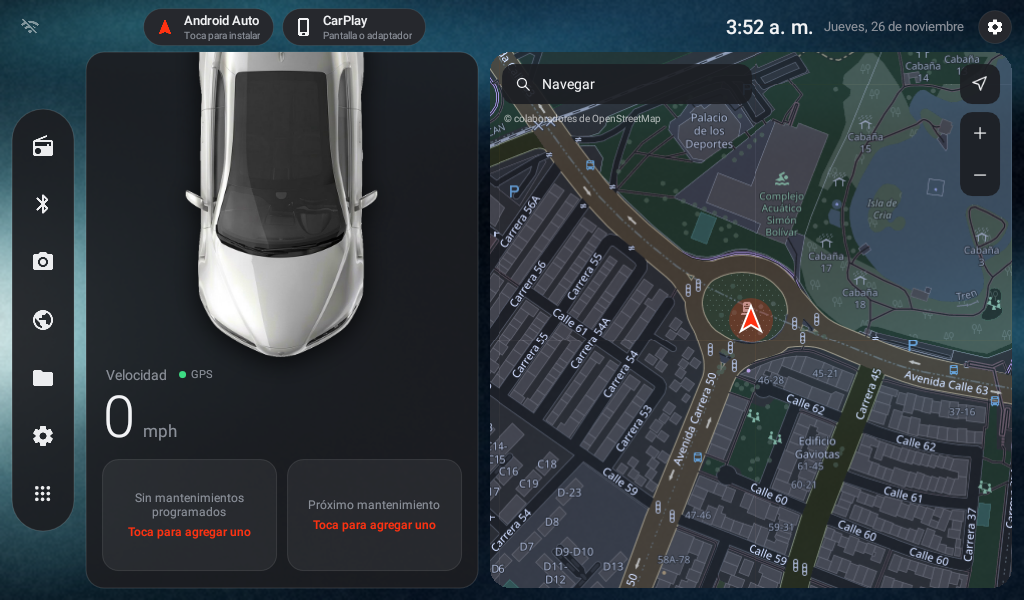 Android Auto
Toca para instalar
CarPlay
Pantalla o adaptador
3:52 a. m.
Jueves, 26 de noviembre
Velocidad
GPS
0 mph
Sin mantenimientos
programados
Toca para agregar uno
Próximo mantenimiento
Toca para agregar uno
Navegar
© colaboradores de OpenStreetMap
Palacio
de los
Deportes
Cabaña
14
Cabaña
Cabaña
15
P
Complejo
Acuático
Simón
Bolívar
Isla de
Cría
Cabaña
17
Cabaña
3
Cabaña
18
Tren
Carrera 56A
Carrera 56
Carrera 55
Calle 61
Carrera 54A
Carrera 55
Carrera 54
Carrera 53
P
Avenida Calle 63
Carrera 45
45-21
46-28
37-16
Calle 62
Calle 62
Avenida Carrera 50
Edificio
Gaviotas
61-45
60-21
Calle 61
C15
C16
C18
C19
D-23
Calle 59
Calle 60
Calle 60
Calle 60
Carrera 37
Carrera 54
D8
D7
D6
D9-D10
D11-
D12
D13
47-46
59-31
58A-78
Calle 59
50